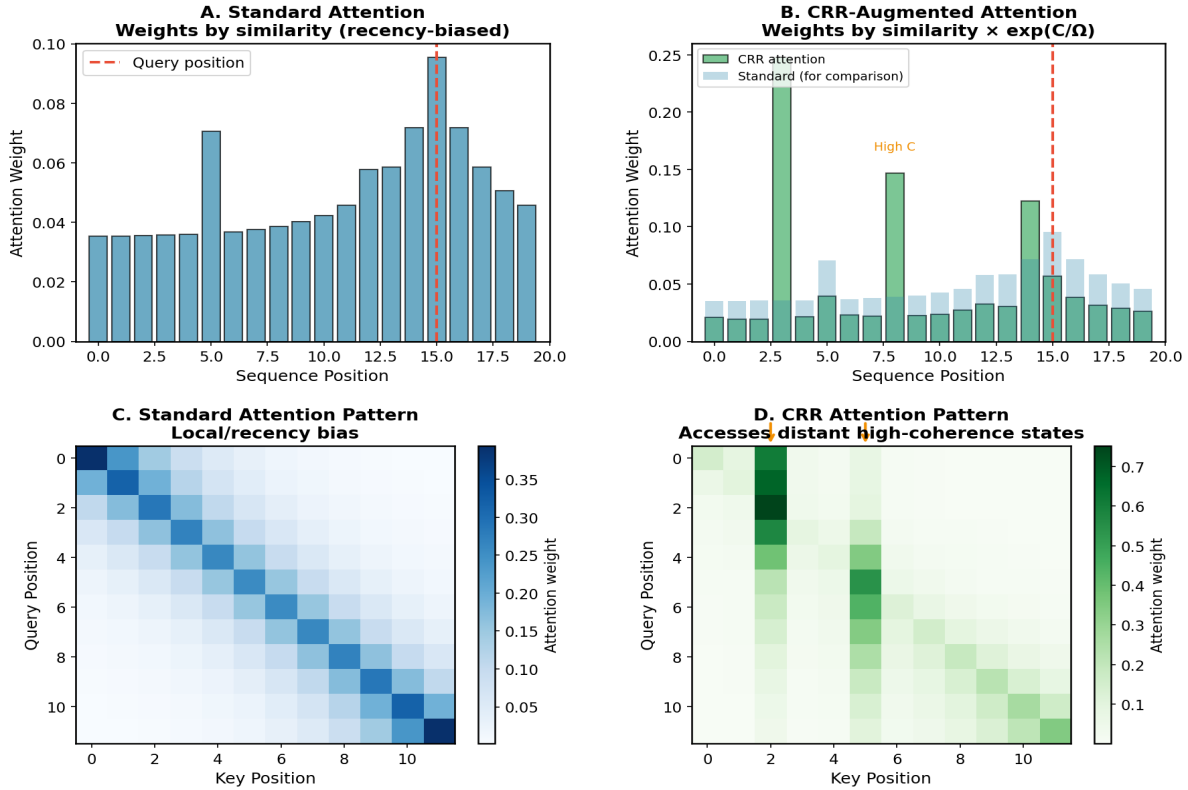 A. Standard Attention
Weights by similarity (recency-biased)
Query position
0.10
0.08
0.06
0.04
0.02
0.00
Attention Weight
0.0 2.5 5.0 7.5 10.0 12.5 15.0 17.5 20.0
Sequence Position
B. CRR-Augmented Attention
Weights by similarity × exp(C/Ω)
CRR attention
Standard (for comparison)
High C
0.25
0.20
0.15
0.10
0.05
0.00
Attention Weight
0.0 2.5 5.0 7.5 10.0 12.5 15.0 17.5 20.0
Sequence Position
C. Standard Attention Pattern
Local/recency bias
0
2
4
6
8
10
Query Position
0 2 4 6 8 10
Key Position
0.35
0.30
0.25
0.20
0.15
0.10
0.05
Attention weight
D. CRR Attention Pattern
Accesses distant high-coherence states
0
2
4
6
8
10
Query Position
0 2 4 6 8 10
Key Position
0.7
0.6
0.5
0.4
0.3
0.2
0.1
Attention weight